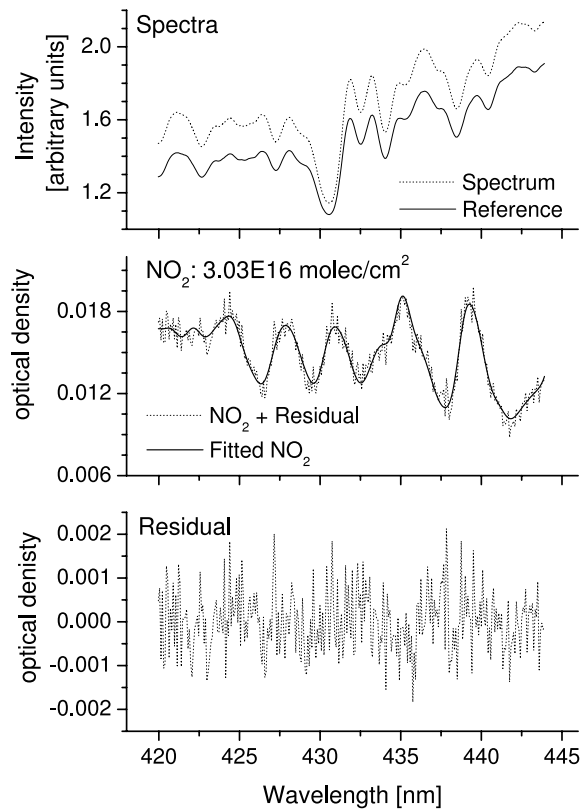 Spectra
2.0
1.6
1.2
Intensity
[arbitrary units]
Spectrum
Reference
NO₂: 3.03E16 molec/cm²
0.018
0.012
0.006
optical density
NO₂ + Residual
Fitted NO₂
Residual
0.002
0.001
0.000
-0.001
-0.002
optical denisty
420 425 430 435 440 445
Wavelength [nm]